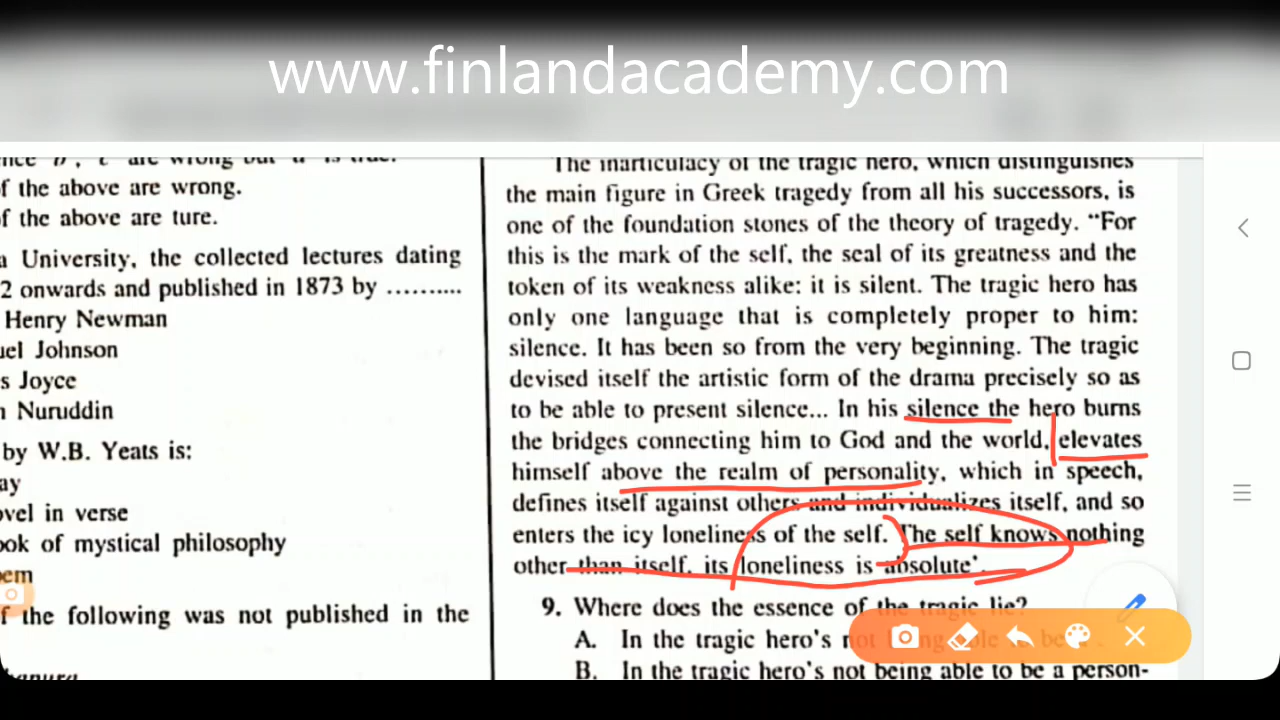 www.finlandacademy.com
are wrong but
is true.
f the above are wrong.
f the above are ture.
a University, the collected lectures dating
2 onwards and published in 1873 by ..........
Henry Newman
uel Johnson
s Joyce
n Nuruddin
by W.B. Yeats is:
ay
ovel in verse
ook of mystical philosophy
oem
f the following was not published in the
The inarticulacy of the tragic hero, which distinguishes
the main figure in Greek tragedy from all his successors, is
one of the foundation stones of the theory of tragedy. “For
this is the mark of the self, the seal of its greatness and the
token of its weakness alike: it is silent. The tragic hero has
only one language that is completely proper to him:
silence. It has been so from the very beginning. The tragic
devised itself the artistic form of the drama precisely so as
to be able to present silence... In his silence the hero burns
the bridges connecting him to God and the world, elevates
himself above the realm of personality, which in speech,
defines itself against others and individualizes itself, and so
enters the icy loneliness of the self. The self knows nothing
other than itself, its loneliness is absolute’.
9. Where does the essence of the tragic lie?
A. In the tragic hero’s not being able to be
B. In the tragic hero’s not being able to be a person-